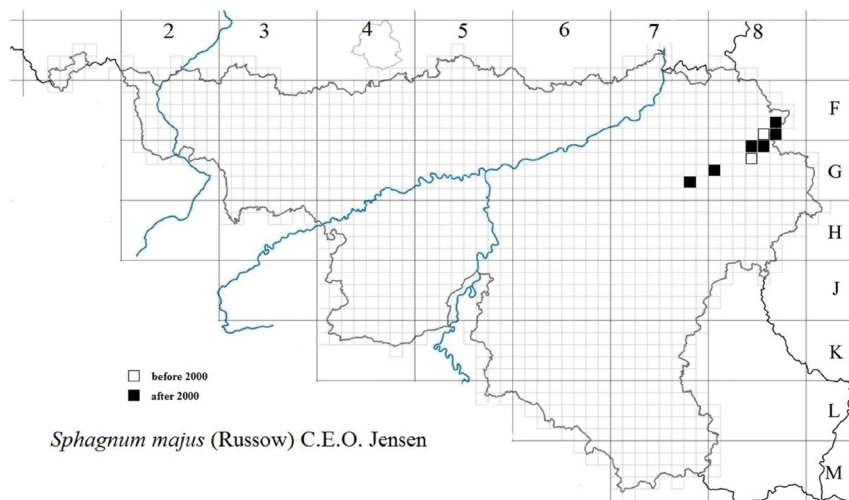 2 3 4 5 6 7 8
F
G
H
J
K
L
M
before 2000
after 2000
Sphagnum majus (Russow) C.E.O. Jensen